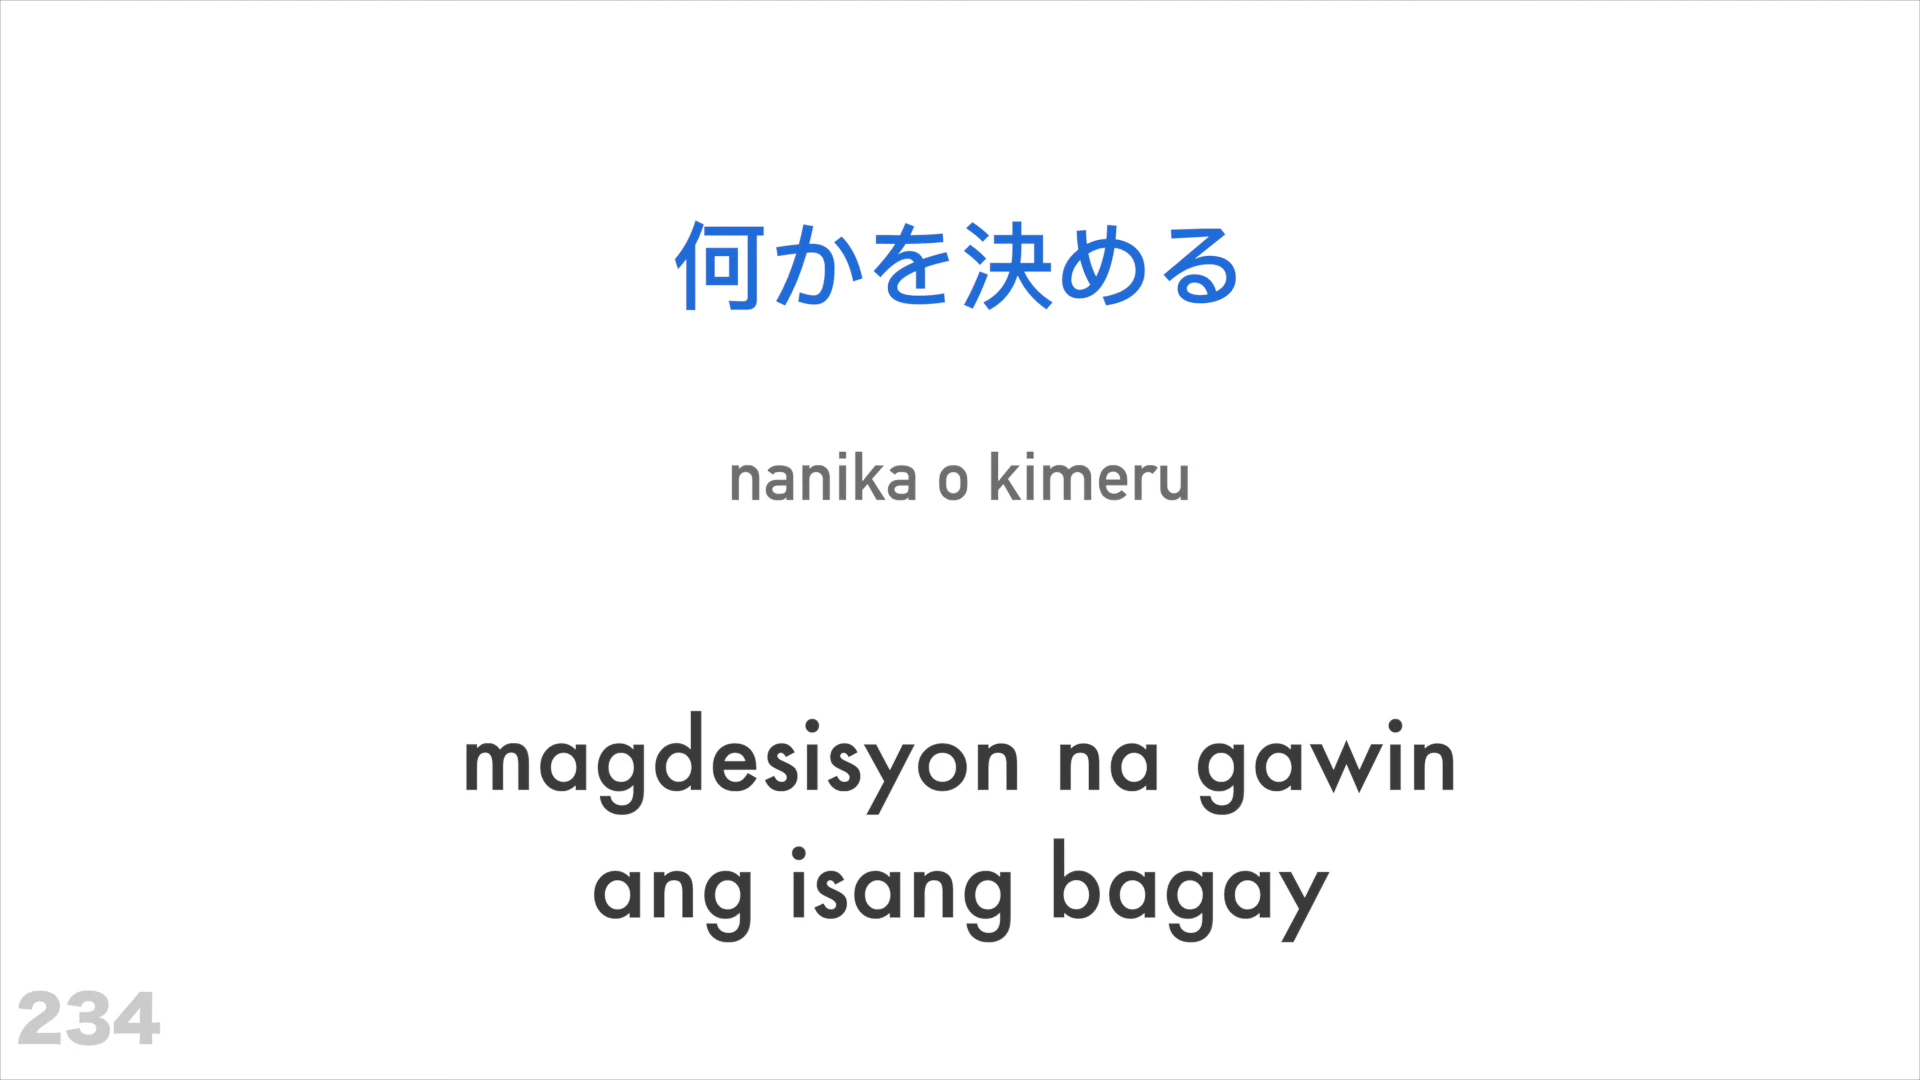 何かを決める
nanika o kimeru
magdesisyon na gawin
ang isang bagay
234